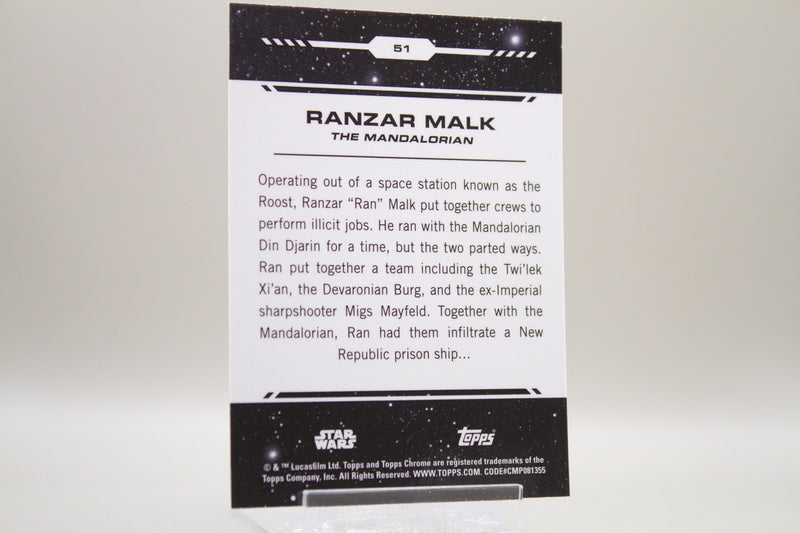 51
RANZAR MALK
THE MANDALORIAN
Operating out of a space station known as the
Roost, Ranzar “Ran” Malk put together crews to
perform illicit jobs. He ran with the Mandalorian
Din Djarin for a time, but the two parted ways.
Ran put together a team including the Twi’lek
Xi’an, the Devaronian Burg, and the ex-Imperial
sharpshooter Migs Mayfeld. Together with the
Mandalorian, Ran had them infiltrate a New
Republic prison ship...
STAR
WARS
Topps
© & ™ Lucasfilm Ltd. Topps and Topps Chrome are registered trademarks of the
Topps Company, Inc. All Rights Reserved. WWW.TOPPS.COM. CODE#CMP081355